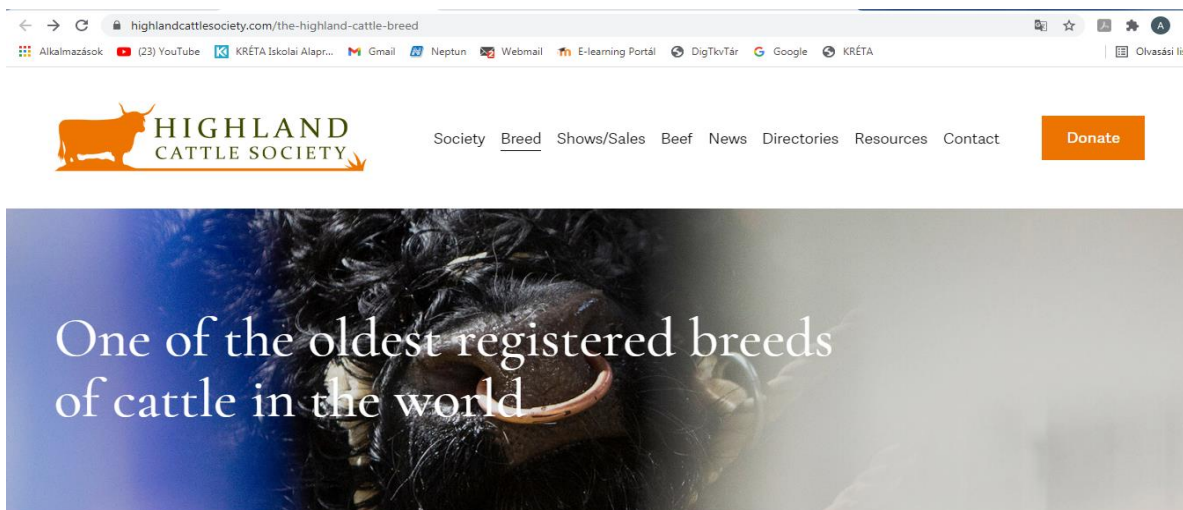 highlandcattlesociety.com/the-highland-cattle-breed
A
Alkalmazások (23) YouTube KRÉTA Iskolai Alapr... Gmail Neptun Webmail E-learning Portál DigTkvTár Google KRÉTA Olvasási lis
HIGHLAND
CATTLE SOCIETY
Society Breed Shows/Sales Beef News Directories Resources Contact Donate
One of the oldest registered breeds
of cattle in the world